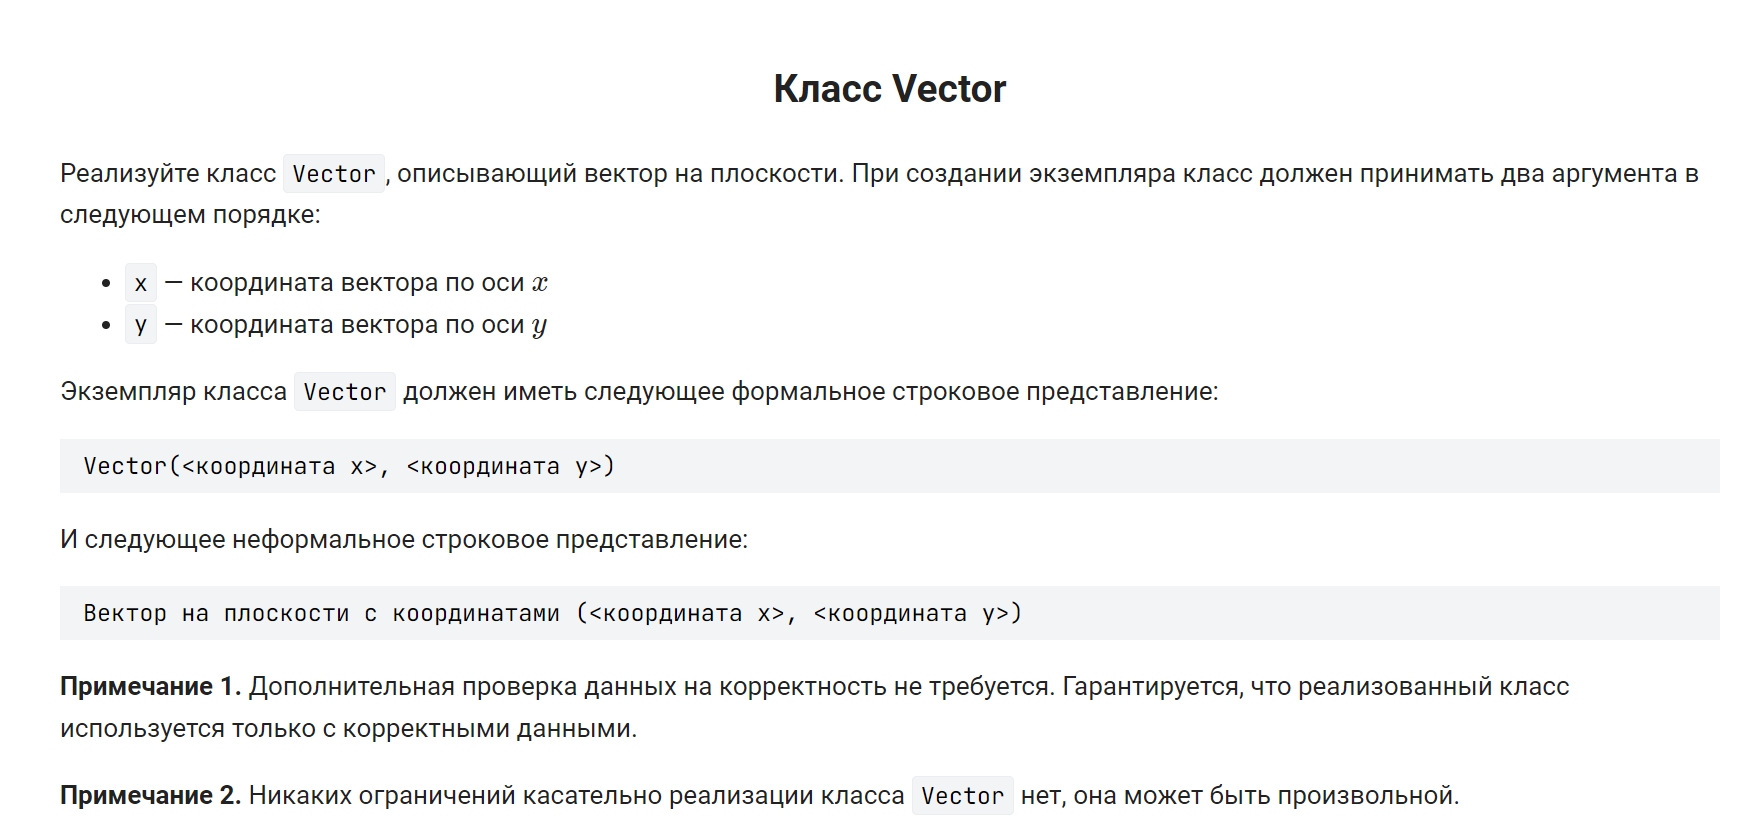 Класс Vector
Реализуйте класс Vector, описывающий вектор на плоскости. При создании экземпляра класс должен принимать два аргумента в
следующем порядке:
• x — координата вектора по оси x
• y — координата вектора по оси y
Экземпляр класса Vector должен иметь следующее формальное строковое представление:
Vector(<координата x>, <координата y>)
И следующее неформальное строковое представление:
Вектор на плоскости с координатами (<координата x>, <координата y>)
Примечание 1. Дополнительная проверка данных на корректность не требуется. Гарантируется, что реализованный класс
используется только с корректными данными.
Примечание 2. Никаких ограничений касательно реализации класса Vector нет, она может быть произвольной.